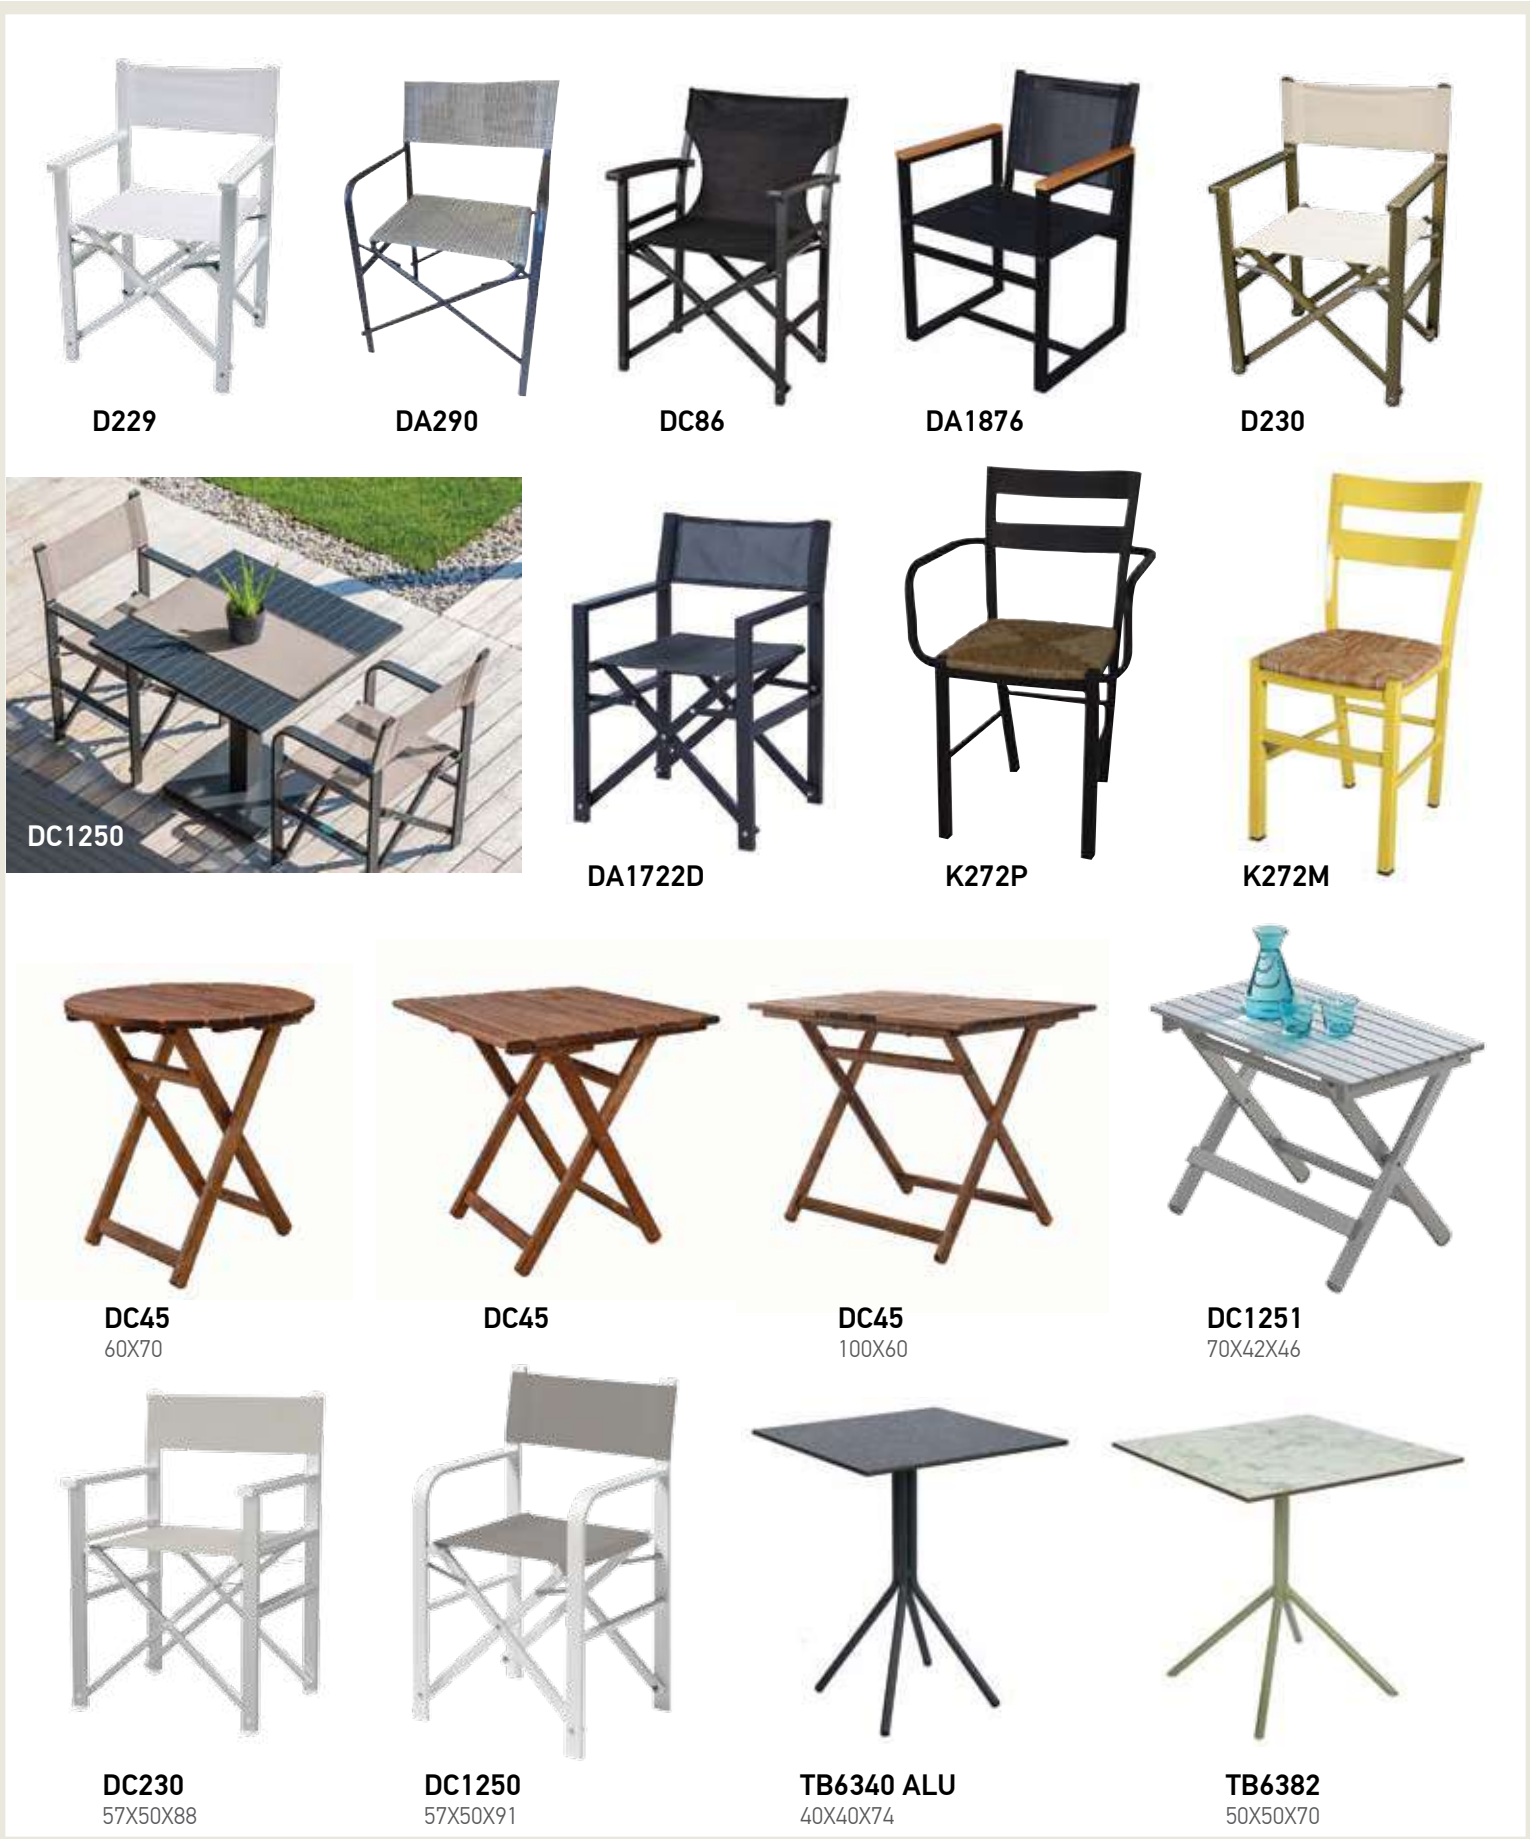 D229
DA290
DC86
DA1876
D230
DC1250
DA1722D
K272P
K272M
DC45
60X70
DC45
DC45
100X60
DC1251
70X42X46
DC230
57X50X88
DC1250
57X50X91
TB6340 ALU
40X40X74
TB6382
50X50X70